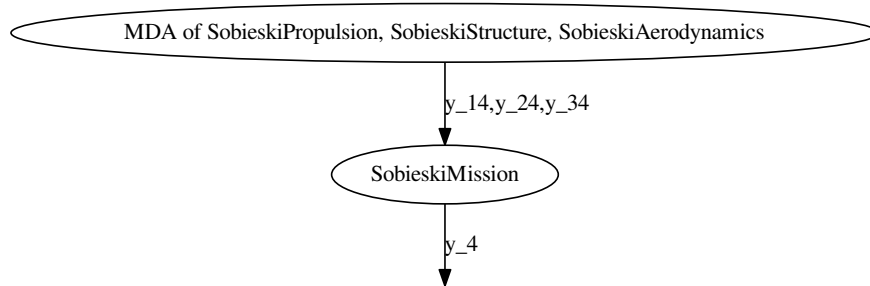 MDA of SobieskiPropulsion, SobieskiStructure, SobieskiAerodynamics
y_14,y_24,y_34
SobieskiMission
y_4